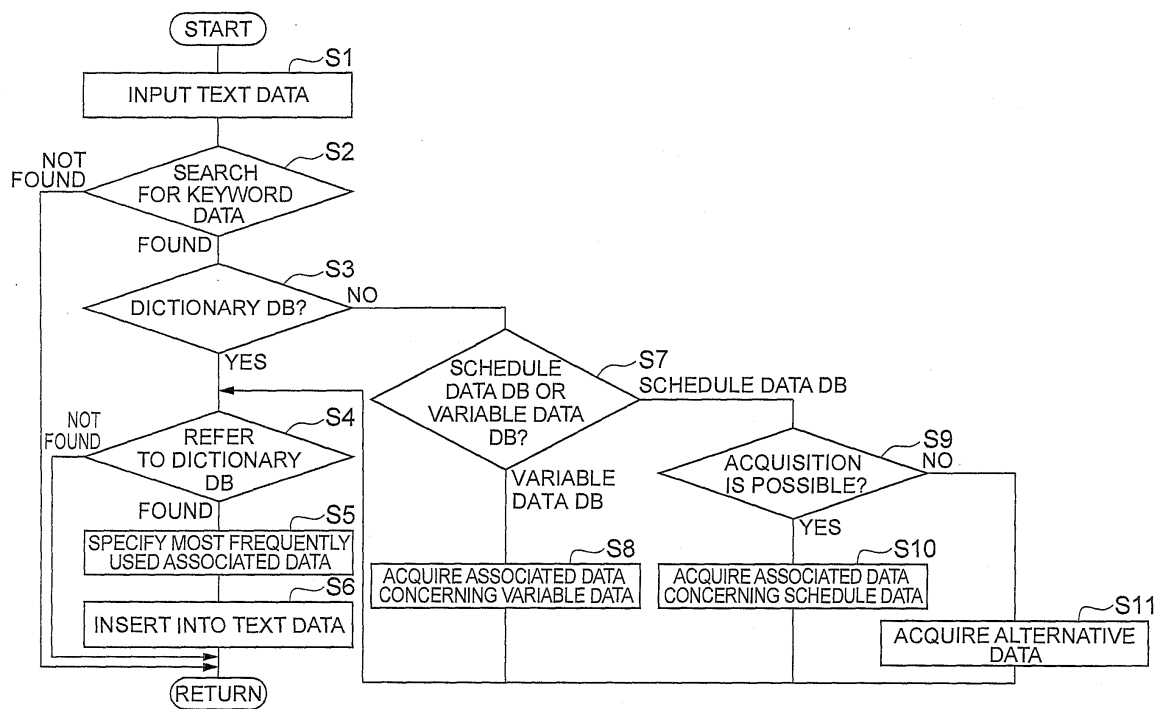 START
S1
INPUT TEXT DATA
S2
NOT
FOUND
SEARCH
FOR KEYWORD
DATA
FOUND
S3
DICTIONARY DB?
NO
YES
S7
SCHEDULE
DATA DB OR
VARIABLE DATA
DB?
SCHEDULE DATA DB
VARIABLE
DATA DB
S4
NOT
FOUND
REFER
TO DICTIONARY
DB
FOUND
S9
ACQUISITION
IS POSSIBLE?
NO
YES
S5
SPECIFY MOST FREQUENTLY
USED ASSOCIATED DATA
S8
ACQUIRE ASSOCIATED DATA
CONCERNING VARIABLE DATA
S10
ACQUIRE ASSOCIATED DATA
CONCERNING SCHEDULE DATA
S6
INSERT INTO TEXT DATA
S11
ACQUIRE ALTERNATIVE
DATA
RETURN